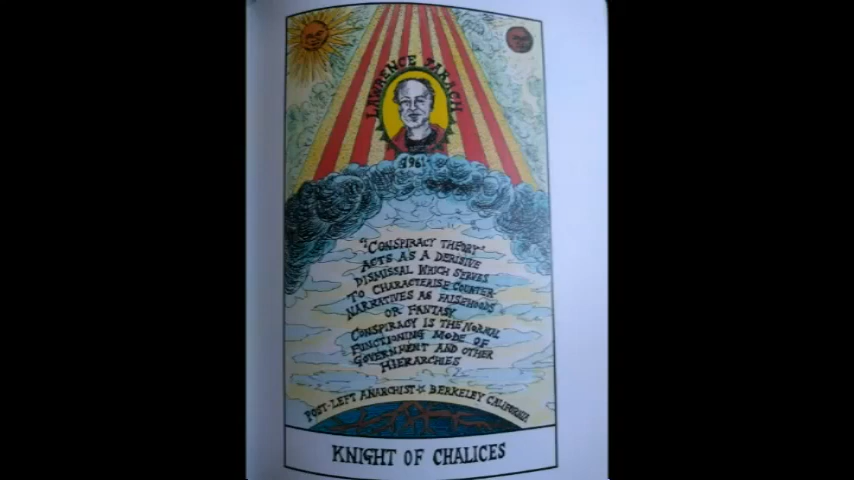 LAWRENCE JARACH
1961
"CONSPIRACY THEORY"
ACTS AS A DERISIVE
DISMISSAL WHICH SERVES
TO CHARACTERISE COUNTER-
NARRATIVES AS FALSEHOODS
OR FANTASY
CONSPIRACY IS THE NORMAL
FUNCTIONING MODE OF
GOVERNMENT AND OTHER
HIERARCHIES
POST-LEFT ANARCHIST ☆ BERKELEY CALIFORNIA
KNIGHT OF CHALICES